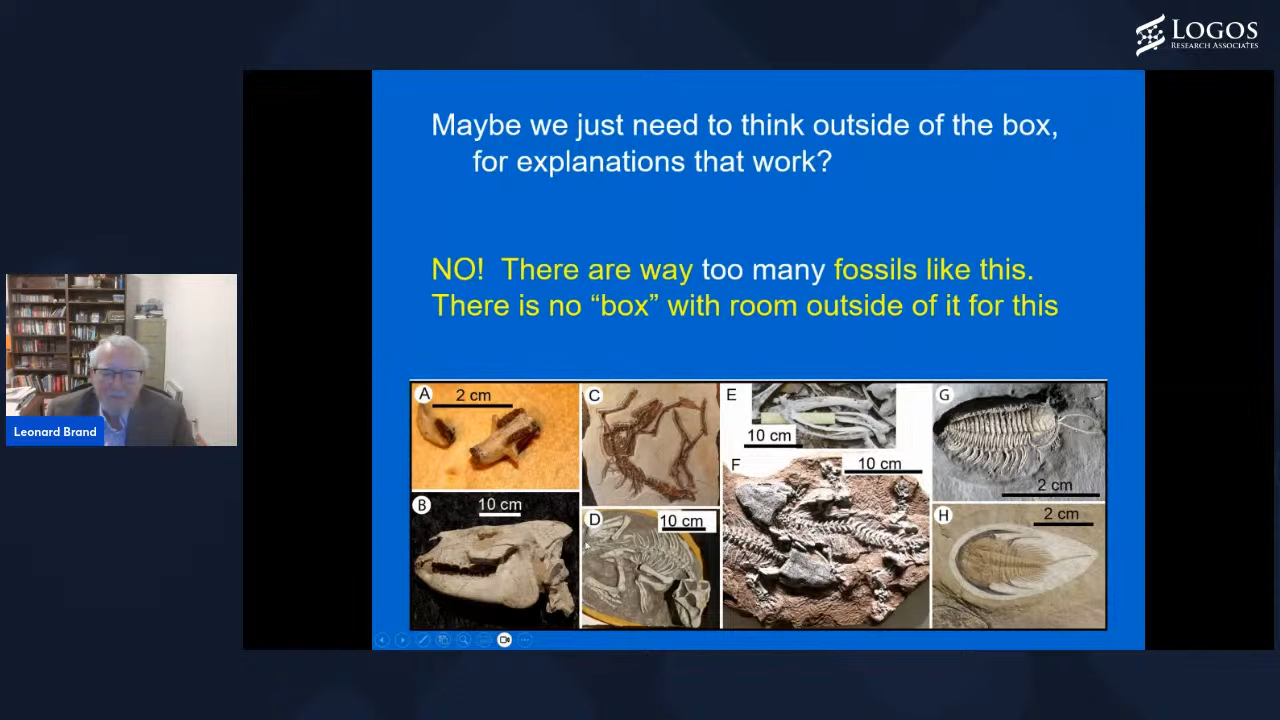 LOGOS
RESEARCH ASSOCIATES
Maybe we just need to think outside of the box,
for explanations that work?
NO! There are way too many fossils like this.
There is no “box” with room outside of it for this
Leonard Brand
A
2 cm
B
10 cm
C
D
10 cm
E
10 cm
F
10 cm
G
2 cm
H
2 cm